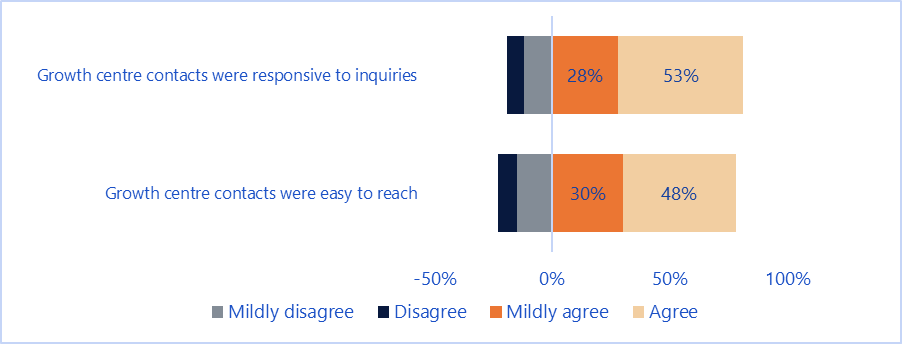 Growth centre contacts were responsive to inquiries
28%
53%
Growth centre contacts were easy to reach
30%
48%
-50%
0%
50%
100%
Mildly disagree
Disagree
Mildly agree
Agree